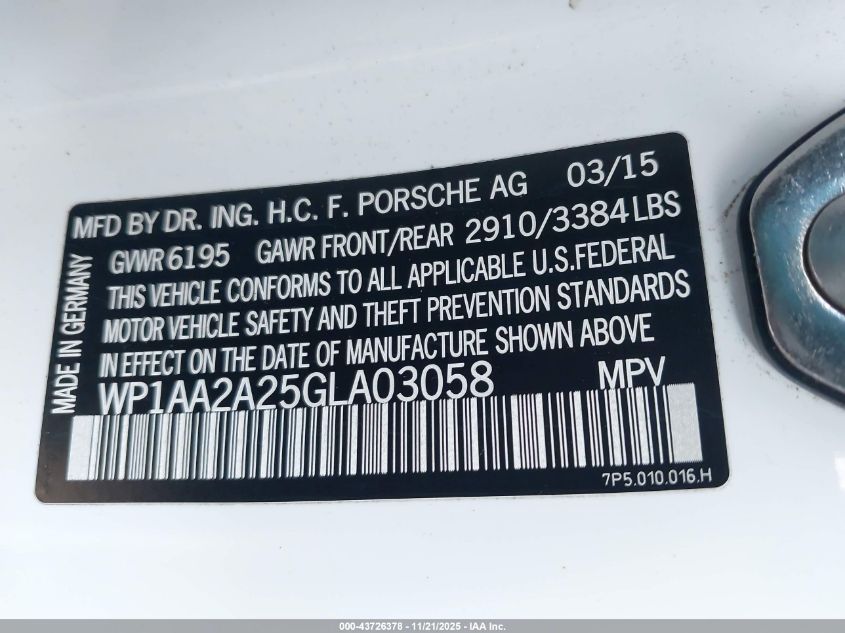 MFD BY DR. ING. H.C. F. PORSCHE AG 03/15
GVWR 6195 GAWR FRONT/REAR 2910/3384 LBS
THIS VEHICLE CONFORMS TO ALL APPLICABLE U.S.FEDERAL
MOTOR VEHICLE SAFETY AND THEFT PREVENTION STANDARDS
IN EFFECT ON THE DATE OF MANUFACTURE SHOWN ABOVE
WP1AA2A25GLA03058 MPV
MADE IN GERMANY
7P5.010.016.H
000-43726378 - 11/21/2025 - IAA Inc.